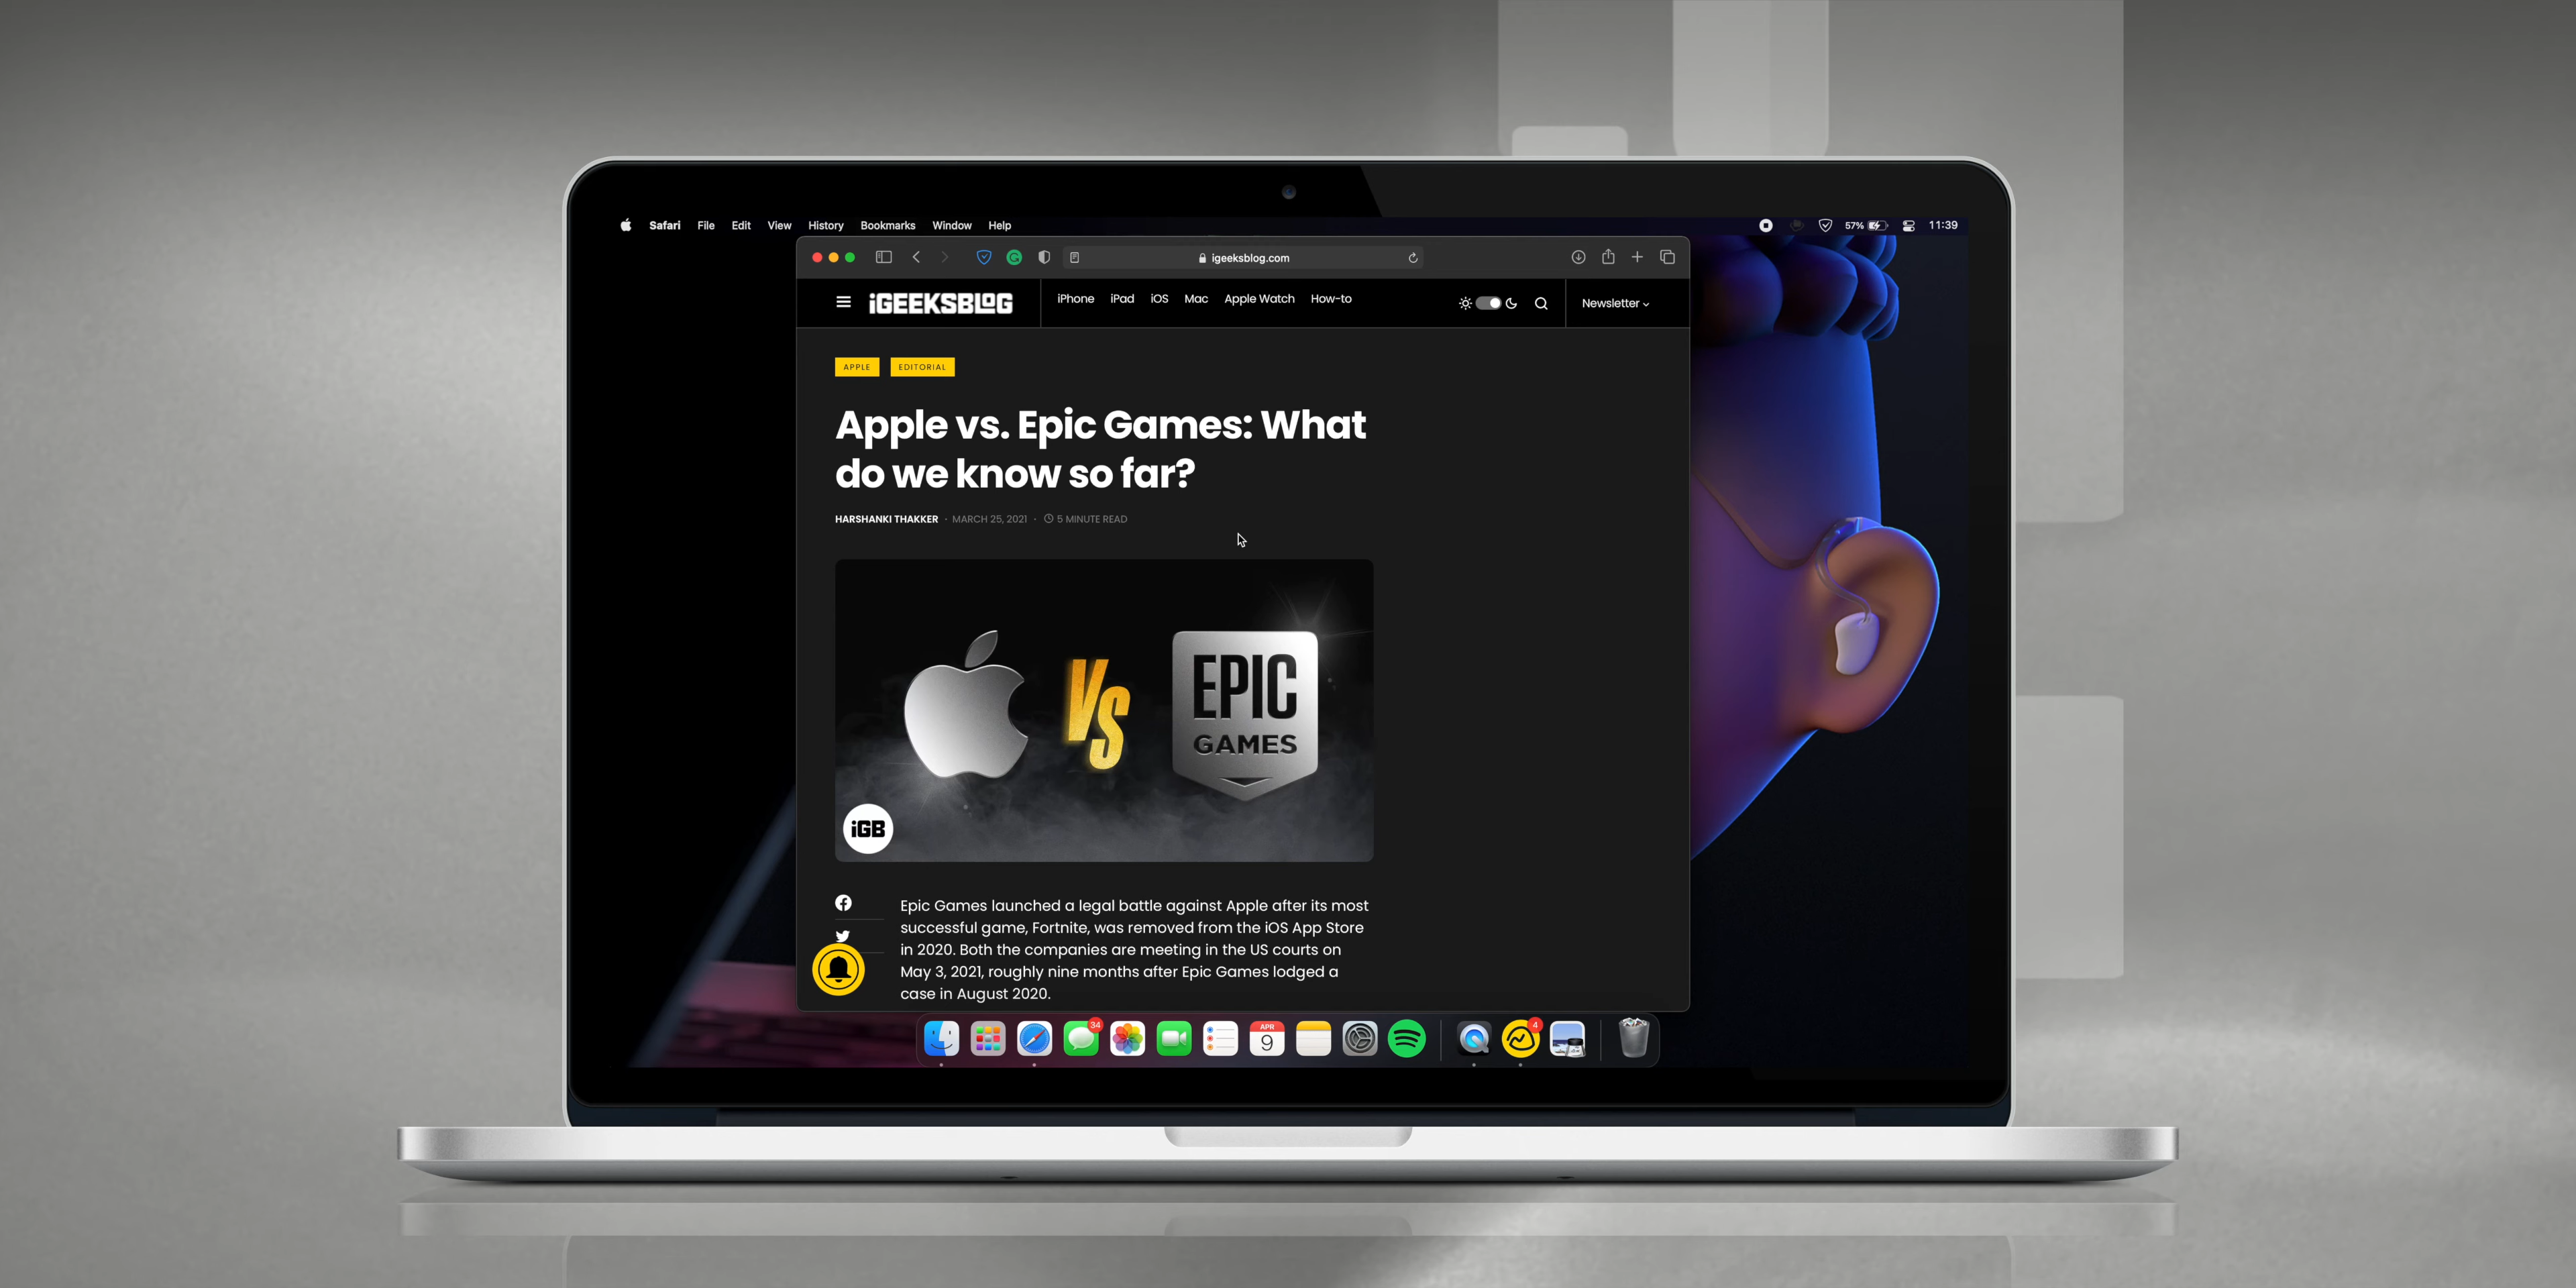 Safari File Edit View History Bookmarks Window Help
57% 11:39
igeeksblog.com
iGEEKSBLOG iPhone iPad iOS Mac Apple Watch How-to Newsletter
APPLE EDITORIAL
Apple vs. Epic Games: What
do we know so far?
HARSHANKI THAKKER · MARCH 25, 2021 · 5 MINUTE READ
VS
EPIC
GAMES
iGB
Epic Games launched a legal battle against Apple after its most
successful game, Fortnite, was removed from the iOS App Store
in 2020. Both the companies are meeting in the US courts on
May 3, 2021, roughly nine months after Epic Games lodged a
case in August 2020.
34
APR
9
4